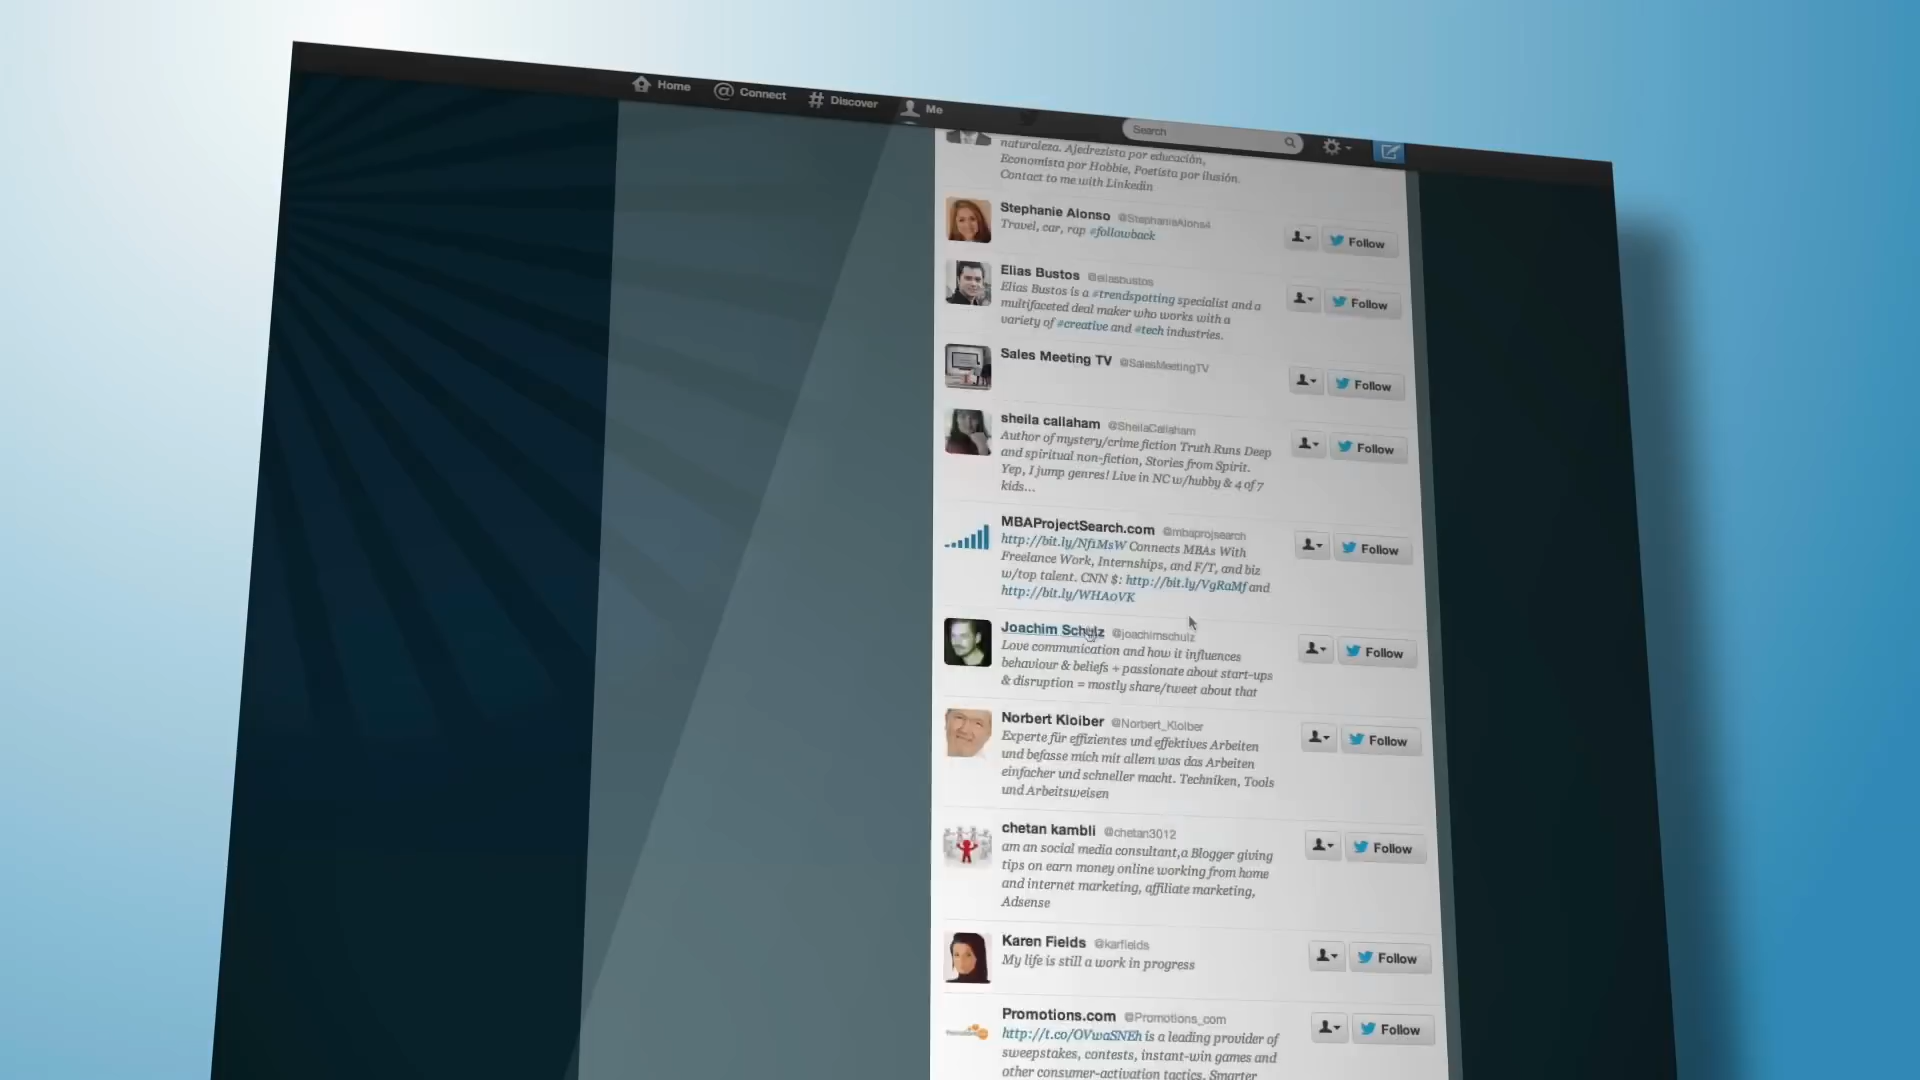 Home
Connect
Discover
Me
Search
naturaleza. Ajedrezista por educación,
Economista por Hobbie, Poetista por ilusión.
Contact to me with Linkedin
Stephanie Alonso @StephanieAlons4
Travel, car, rap #followback
Follow
Elias Bustos @eliasbustos
Elias Bustos is a #trendspotting specialist and a
multifaceted deal maker who works with a
variety of #creative and #tech industries.
Follow
Sales Meeting TV @SalesMeetingTV
Follow
sheila callaham @SheilaCallaham
Author of mystery/crime fiction Truth Runs Deep
and spiritual non-fiction, Stories from Spirit.
Yep, I jump genres! Live in NC w/hubby & 4 of 7
kids...
Follow
MBAProjectSearch.com @mbaprojsearch
http://bit.ly/Nf1MsW Connects MBAs With
Freelance Work, Internships, and F/T, and biz
w/top talent. CNN $: http://bit.ly/VgRaMf and
http://bit.ly/WHA0VK
Follow
Joachim Schulz @joachimschulz
Love communication and how it influences
behaviour & beliefs + passionate about start-ups
& disruption = mostly share/tweet about that
Follow
Norbert Kloiber @Norbert_Kloiber
Experte für effizientes und effektives Arbeiten
und befasse mich mit allem was das Arbeiten
einfacher und schneller macht. Techniken, Tools
und Arbeitsweisen
Follow
chetan kambli @chetan3012
am an social media consultant,a Blogger giving
tips on earn money online working from home
and internet marketing, affiliate marketing,
Adsense
Follow
Karen Fields @karfields
My life is still a work in progress
Follow
Promotions.com @Promotions_com
http://t.co/OVwaSNEh is a leading provider of
sweepstakes, contests, instant-win games and
other consumer-activation tactics. Smarter
Follow